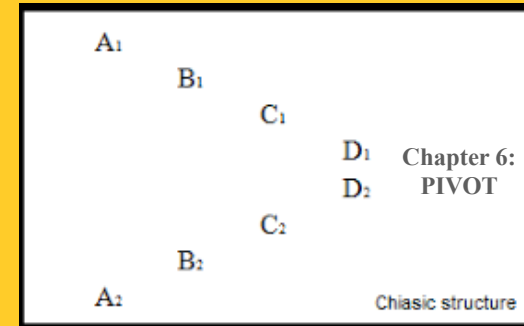 A₁
B₁
C₁
D₁
Chapter 6:
PIVOT
D₂
C₂
B₂
A₂
Chiasic structure